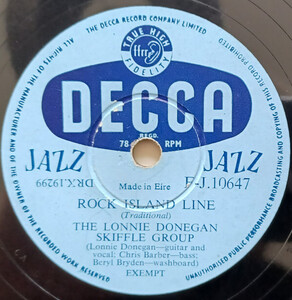 THE DECCA RECORD COMPANY LIMITED
ALL RIGHTS OF THE MANUFACTURER AND OF THE OWNER OF THE RECORDED WORK RESERVED
UNAUTHORISED PUBLIC PERFORMANCE BROADCASTING AND COPYING OF THIS RECORD PROHIBITED
TRUE HIGH
ffrr
FIDELITY
DECCA
REGD.
78 RPM
JAZZ JAZZ
DR
19299
Made in Eire
F-J.10647
ROCK ISLAND LINE
(Traditional)
THE LONNIE DONEGAN
SKIFFLE GROUP
(Lonnie Donegan—guitar and
vocal; Chris Barber—bass;
Beryl Bryden—washboard)
EXEMPT